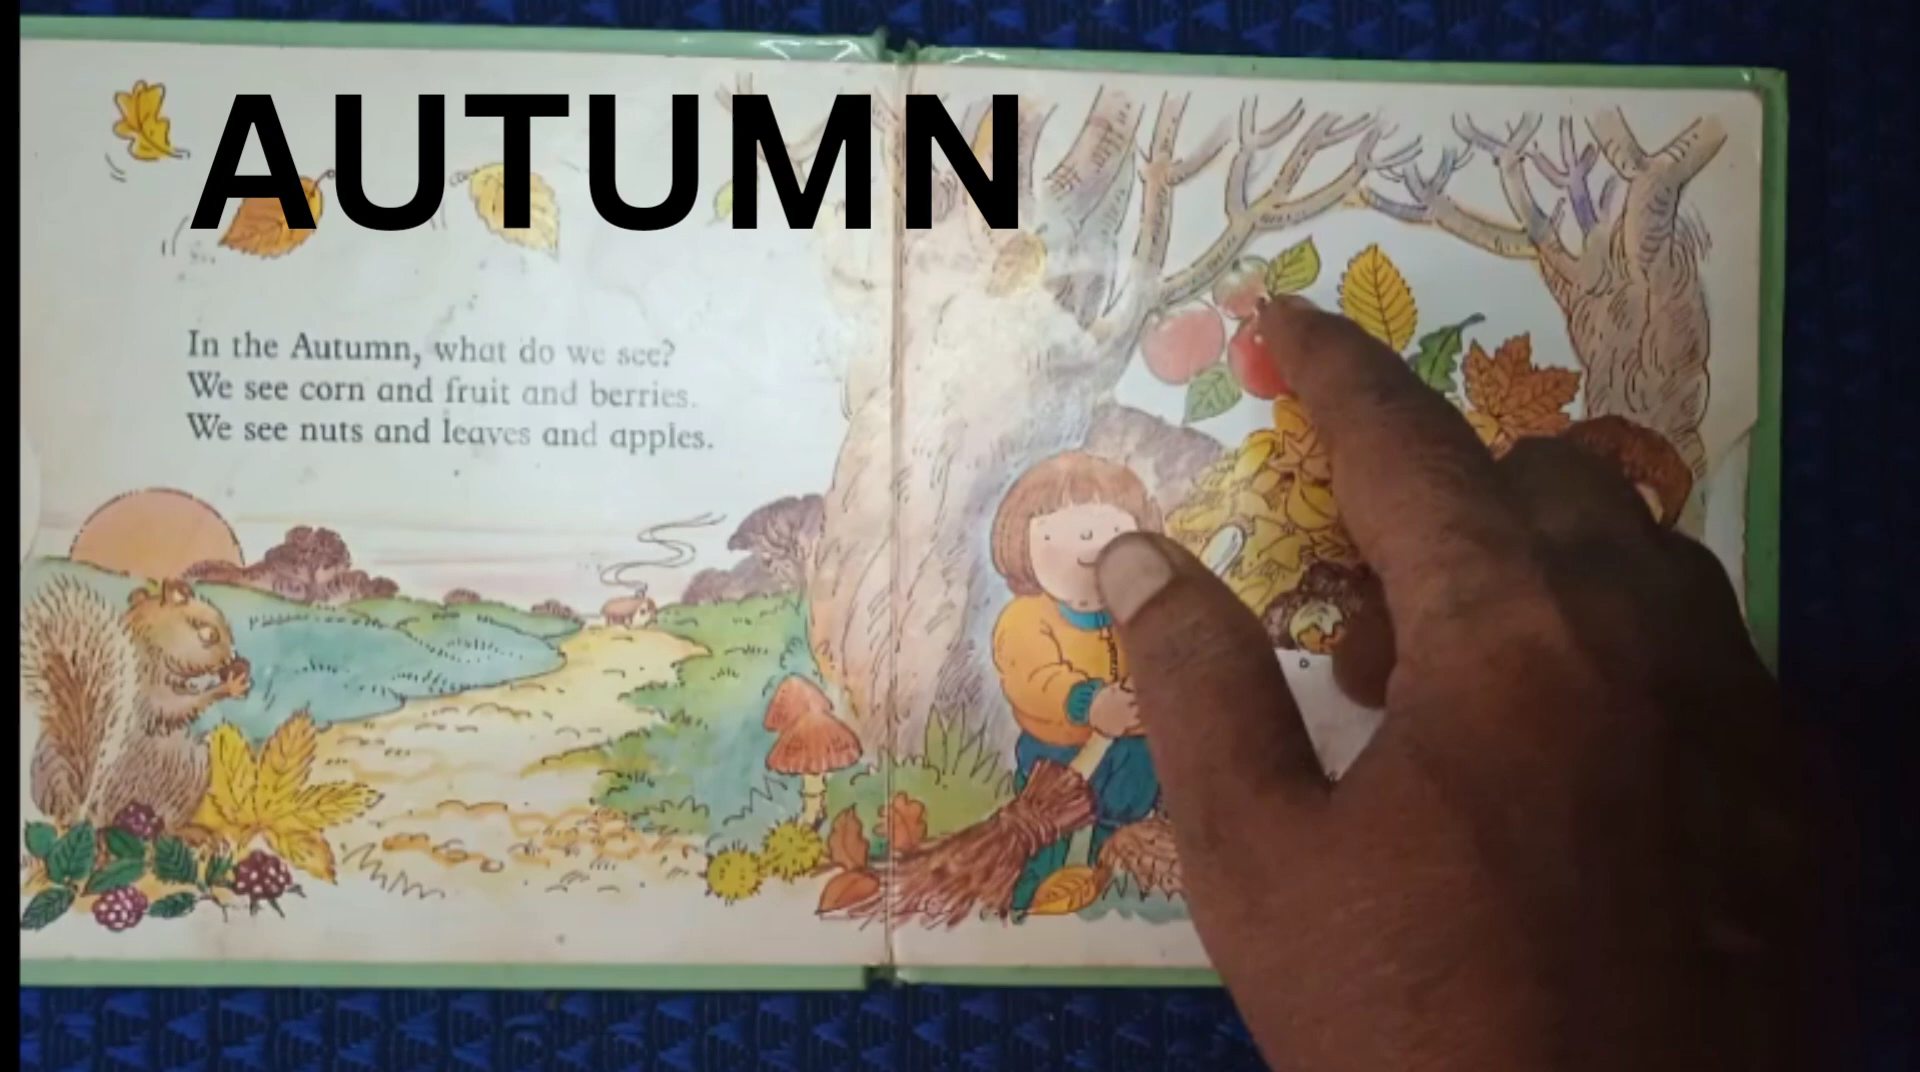 AUTUMN
In the Autumn, what do we see?
We see corn and fruit and berries.
We see nuts and leaves and apples.